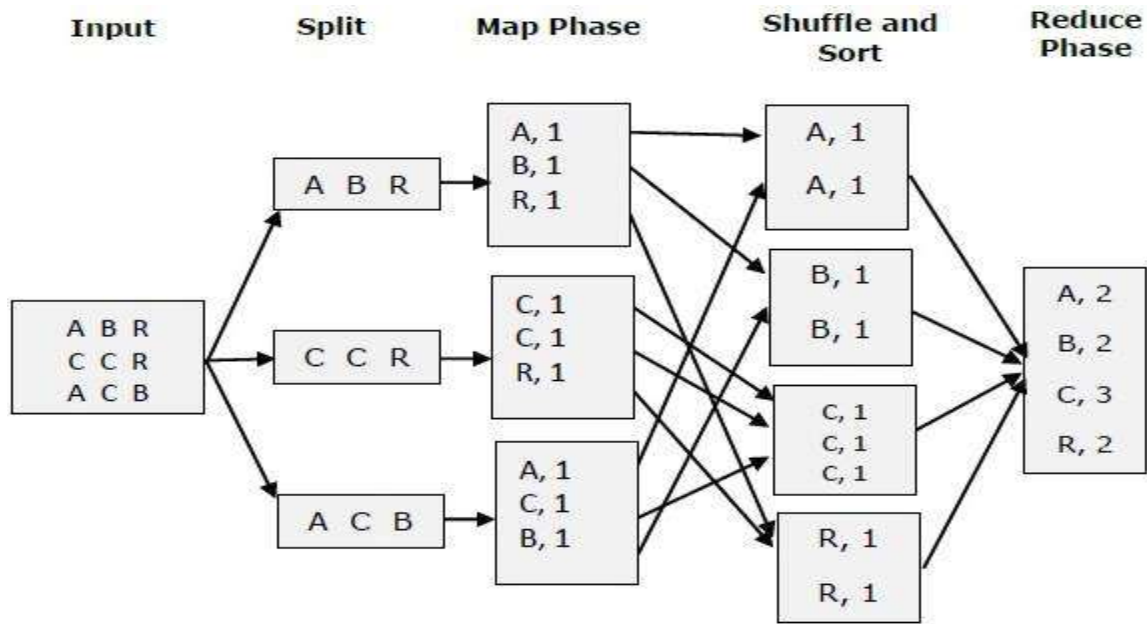 Input
Split
Map Phase
Shuffle and
Sort
Reduce
Phase
A B R
C C R
A C B
A B R
C C R
A C B
A, 1
B, 1
R, 1
C, 1
C, 1
R, 1
A, 1
C, 1
B, 1
A, 1
A, 1
B, 1
B, 1
C, 1
C, 1
C, 1
R, 1
R, 1
A, 2
B, 2
C, 3
R, 2